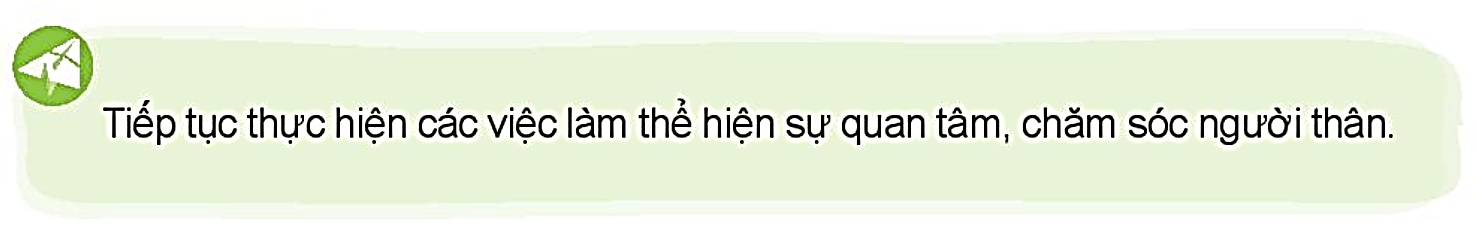 Tiếp tục thực hiện các việc làm thể hiện sự quan tâm, chăm sóc người thân.